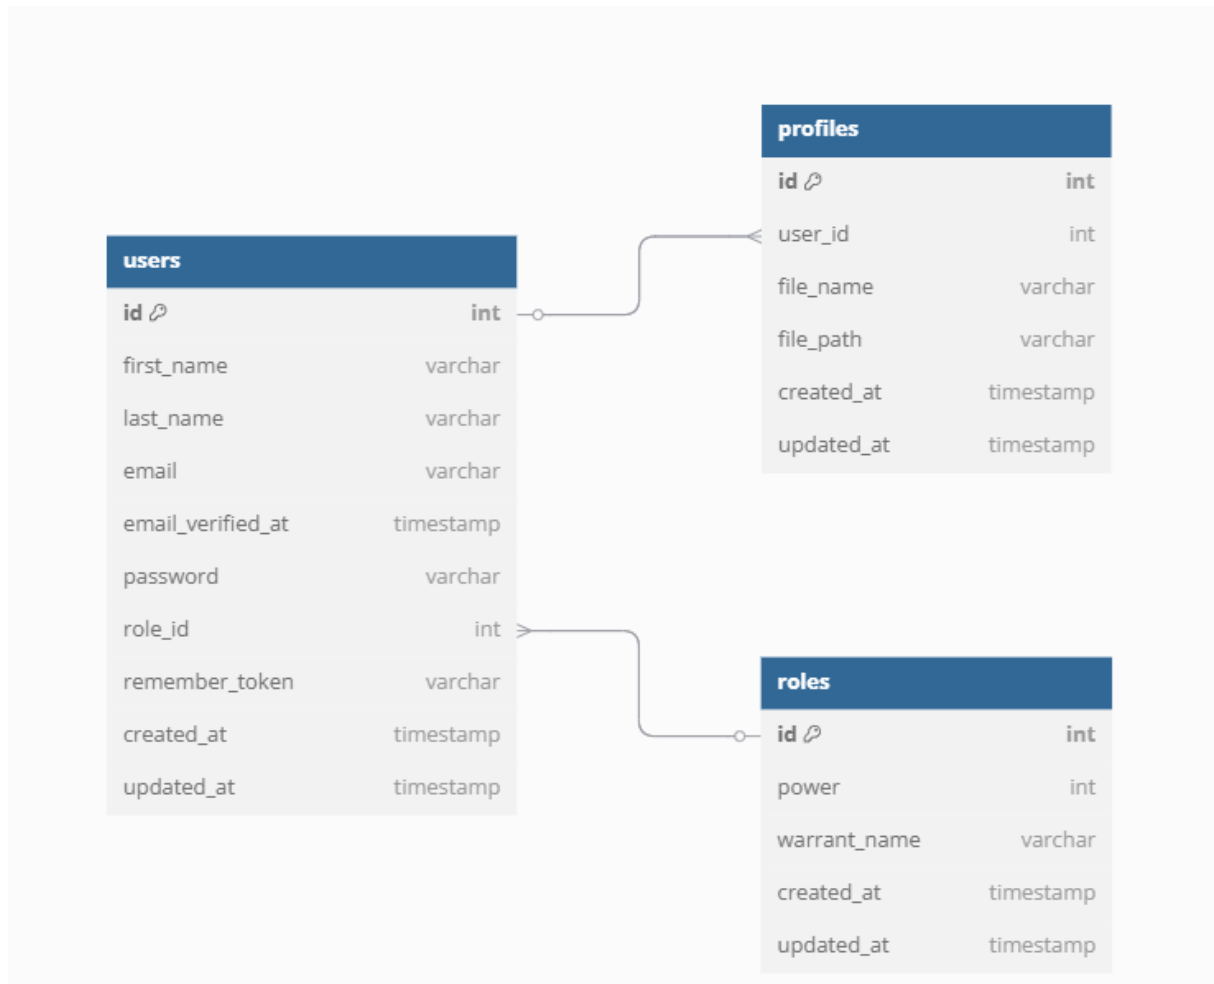 users
id int
first_name varchar
last_name varchar
email varchar
email_verified_at timestamp
password varchar
role_id int
remember_token varchar
created_at timestamp
updated_at timestamp
profiles
id int
user_id int
file_name varchar
file_path varchar
created_at timestamp
updated_at timestamp
roles
id int
power int
warrant_name varchar
created_at timestamp
updated_at timestamp